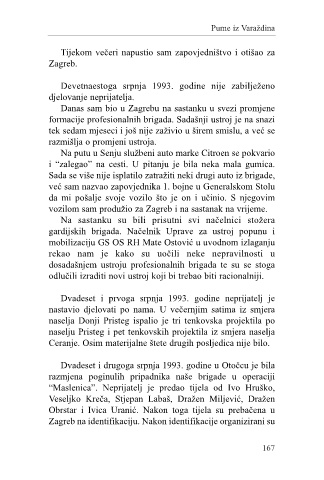 Pume iz Varaždina
Tijekom večeri napustio sam zapovjedništvo i otišao za
Zagreb.
Devetnaestoga srpnja 1993. godine nije zabilježeno
djelovanje neprijatelja.
Danas sam bio u Zagrebu na sastanku u svezi promjene
formacije profesionalnih brigada. Sadašnji ustroj je na snazi
tek sedam mjeseci i još nije zaživio u širem smislu, a već se
razmišlja o promjeni ustroja.
Na putu u Senju službeni auto marke Citroen se pokvario
i “zalegao” na cesti. U pitanju je bila neka mala gumica.
Sada se više nije isplatilo zatražiti neki drugi auto iz brigade,
već sam nazvao zapovjednika 1. bojne u Generalskom Stolu
da mi pošalje svoje vozilo što je on i učinio. S njegovim
vozilom sam produžio za Zagreb i na sastanak na vrijeme.
Na sastanku su bili prisutni svi načelnici stožera
gardijskih brigada. Načelnik Uprave za ustroj popunu i
mobilizaciju GS OS RH Mate Ostović u uvodnom izlaganju
rekao nam je kako su uočili neke nepravilnosti u
dosadašnjem ustroju profesionalnih brigada te su se stoga
odlučili izraditi novi ustroj koji bi trebao biti racionalniji.
Dvadeset i prvoga srpnja 1993. godine neprijatelj je
nastavio djelovati po nama. U večernjim satima iz smjera
naselja Donji Pristeg ispalio je tri tenkovska projektila po
naselju Pristeg i pet tenkovskih projektila iz smjera naselja
Ceranje. Osim materijalne štete drugih posljedica nije bilo.
Dvadeset i drugoga srpnja 1993. godine u Otočcu je bila
razmjena poginulih pripadnika naše brigade u operaciji
“Maslenica”. Neprijatelj je predao tijela od Ivo Hruško,
Veseljko Kreča, Stjepan Labaš, Dražen Miljević, Dražen
Obrstar i Ivica Uranić. Nakon toga tijela su prebačena u
Zagreb na identifikaciju. Nakon identifikacije organizirani su
167